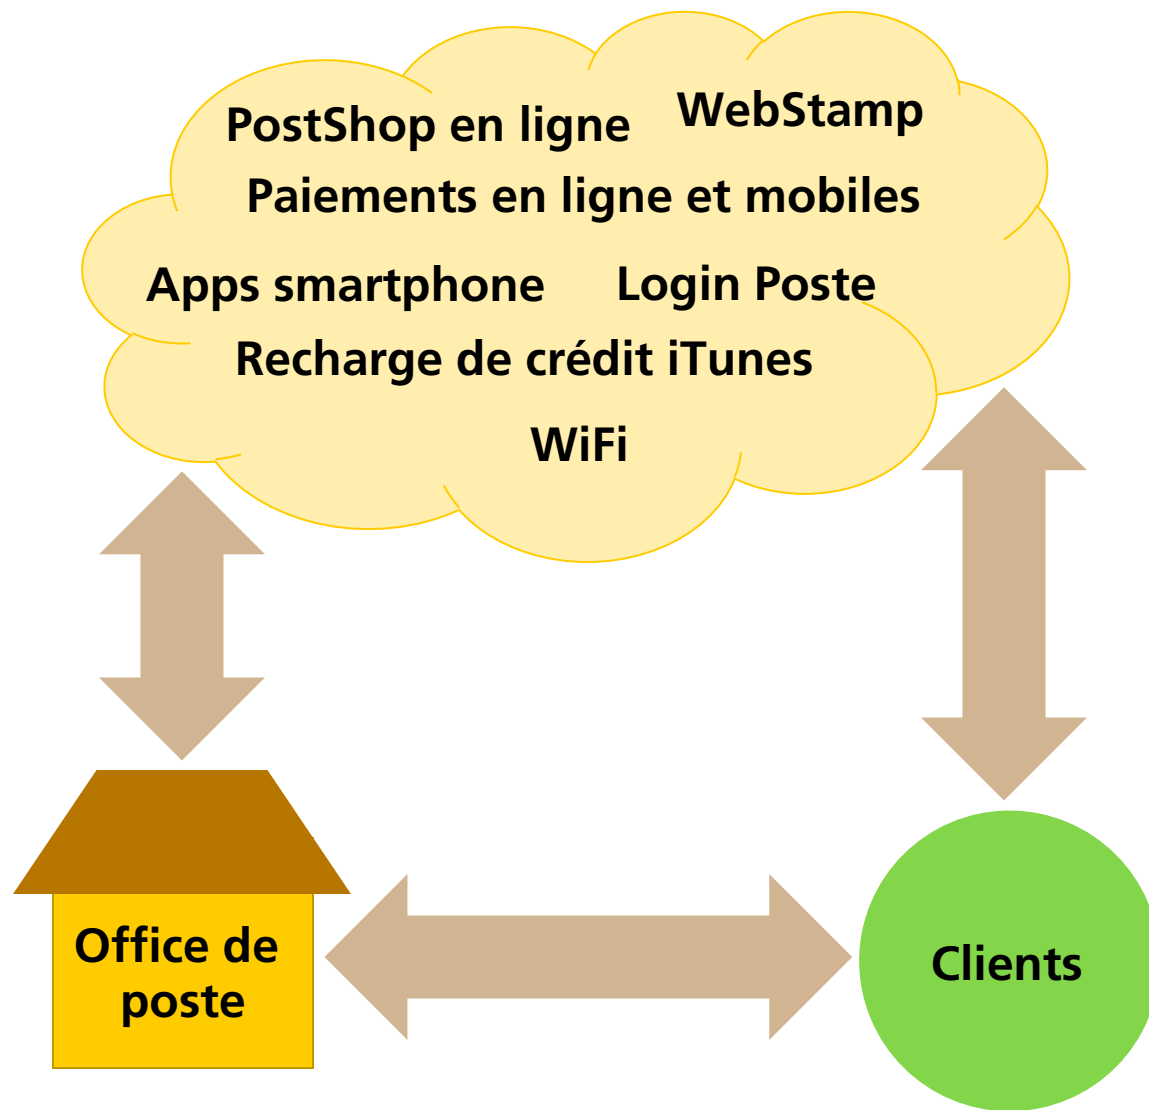 PostShop en ligne
WebStamp
Paiements en ligne et mobiles
Apps smartphone
Login Poste
Recharge de crédit iTunes
WiFi
Office de
poste
Clients